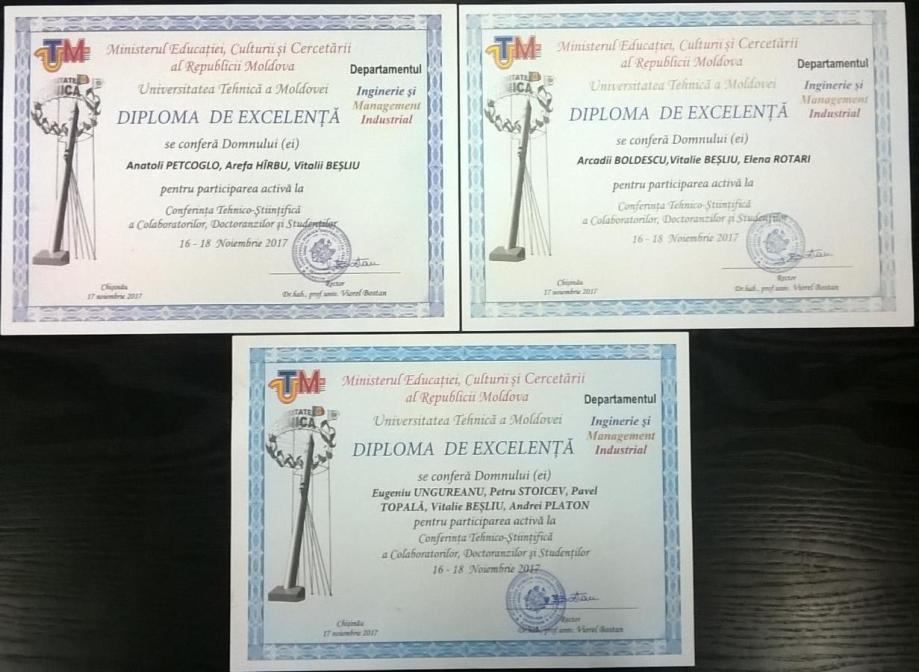 UTM
Ministerul Educației, Culturii și Cercetării
al Republicii Moldova
Departamentul
Universitatea Tehnică a Moldovei
Inginerie și
Management
Industrial
DIPLOMA DE EXCELENȚĂ
se conferă Domnului (ei)
Anatoli PETCOGLO, Arefa HÎRBU, Vitalii BEȘLIU
pentru participarea activă la
Conferința Tehnico-Științifică
a Colaboratorilor, Doctoranzilor și Studenților
16 - 18 Noiembrie 2017
Chișinău
17 noiembrie 2017
Rector
Dr.hab., prof univ. Viorel Bostan
UTM
Ministerul Educației, Culturii și Cercetării
al Republicii Moldova
Departamentul
Universitatea Tehnică a Moldovei
Inginerie și
Management
Industrial
DIPLOMA DE EXCELENȚĂ
se conferă Domnului (ei)
Arcadii BOLDESCU,Vitalie BEȘLIU, Elena ROTARI
pentru participarea activă la
Conferința Tehnico-Științifică
a Colaboratorilor, Doctoranzilor și Studenților
16 - 18 Noiembrie 2017
Chișinău
17 noiembrie 2017
Rector
Dr.hab., prof univ. Viorel Bostan
UTM
Ministerul Educației, Culturii și Cercetării
al Republicii Moldova
Departamentul
Universitatea Tehnică a Moldovei
Inginerie și
Management
Industrial
DIPLOMA DE EXCELENȚĂ
se conferă Domnului (ei)
Eugeniu UNGUREANU, Petru STOICEV, Pavel
TOPALĂ, Vitalie BEȘLIU, Andrei PLATON
pentru participarea activă la
Conferința Tehnico-Științifică
a Colaboratorilor, Doctoranzilor și Studenților
16 - 18 Noiembrie 2017
Chișinău
17 noiembrie 2017
Rector
Dr.hab., prof univ. Viorel Bostan